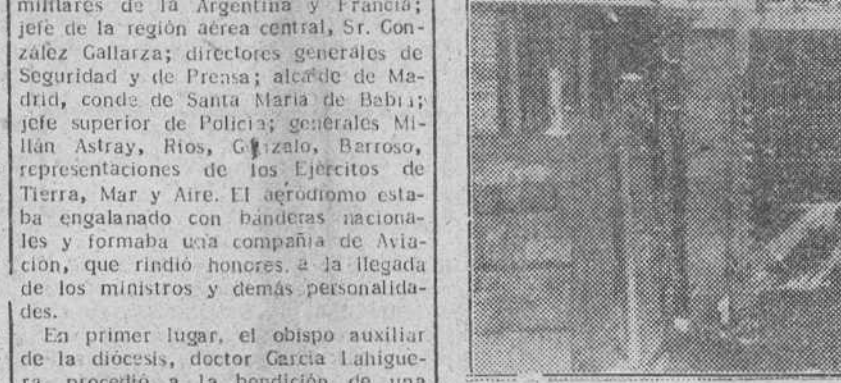 militares de la Argentina y Francia;
jefe de la región aérea central, Sr. Gon-
zález Gallarza; directores generales de
Seguridad y de Prensa; alcalde de Ma-
drid, conde de Santa María de Babia;
jefe superior de Policía; generales Mi-
llán Astray, Ríos, Barroso,
representaciones de los Ejércitos de
Tierra, Mar y Aire. El aeródromo esta-
ba engalanado con banderas naciona-
les y formaba una compañía de Avia-
ción, que rindió honores. a la llegada
de los ministros y demás personalida-
des.
En primer lugar, el obispo auxiliar
de la diócesis, doctor García Lahigue-
ra, procedió a la bendición de una